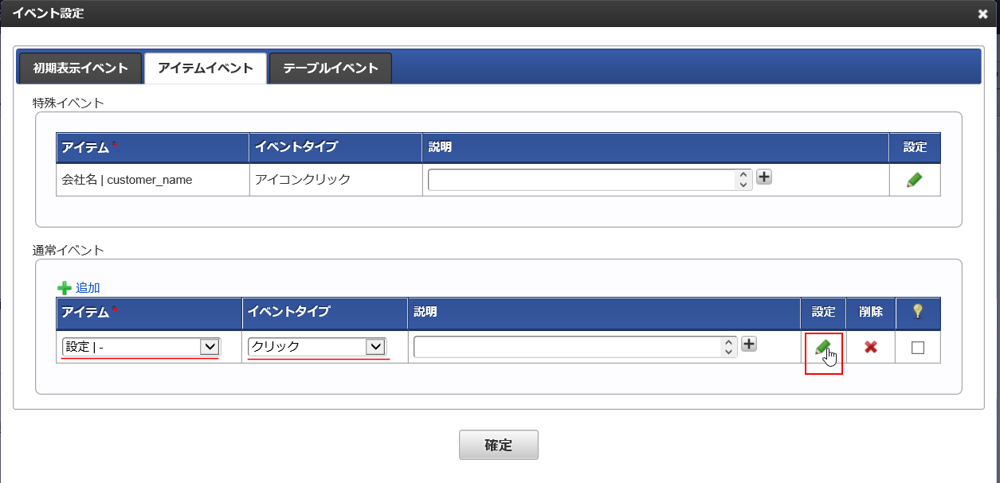 イベント設定
初期表示イベント アイテムイベント テーブルイベント
特殊イベント
アイテム* イベントタイプ 説明 設定
会社名 | customer_name アイコンクリック
通常イベント
追加
アイテム* イベントタイプ 説明 設定 削除
設定 | - クリック
確定